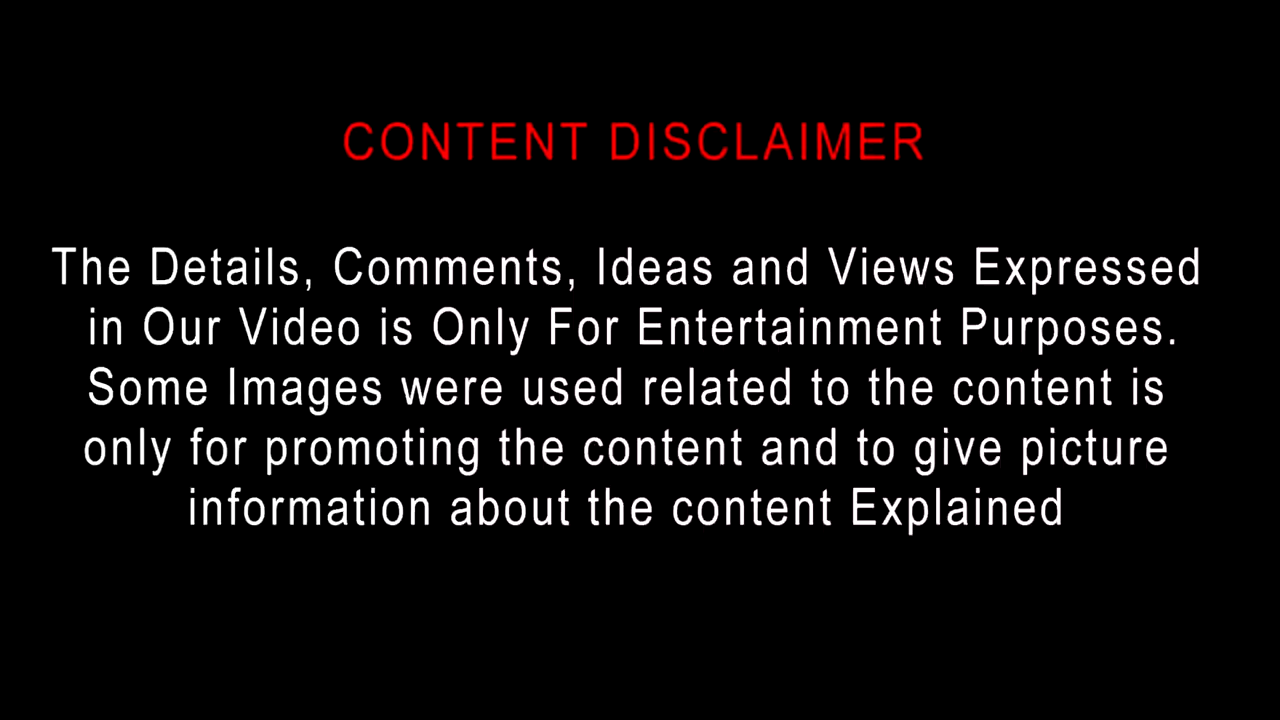 CONTENT DISCLAIMER
The Details, Comments, Ideas and Views Expressed
in Our Video is Only For Entertainment Purposes.
Some Images were used related to the content is
only for promoting the content and to give picture
information about the content Explained